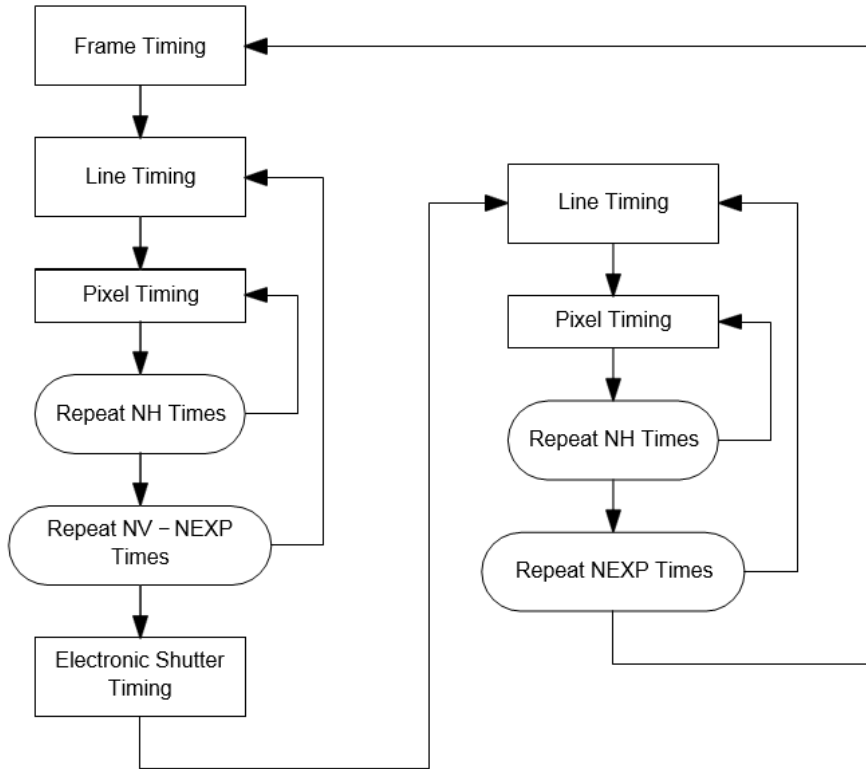 Frame Timing
Line Timing
Pixel Timing
Repeat NH Times
Repeat NV – NEXP
Times
Electronic Shutter
Timing
Line Timing
Pixel Timing
Repeat NH Times
Repeat NEXP Times